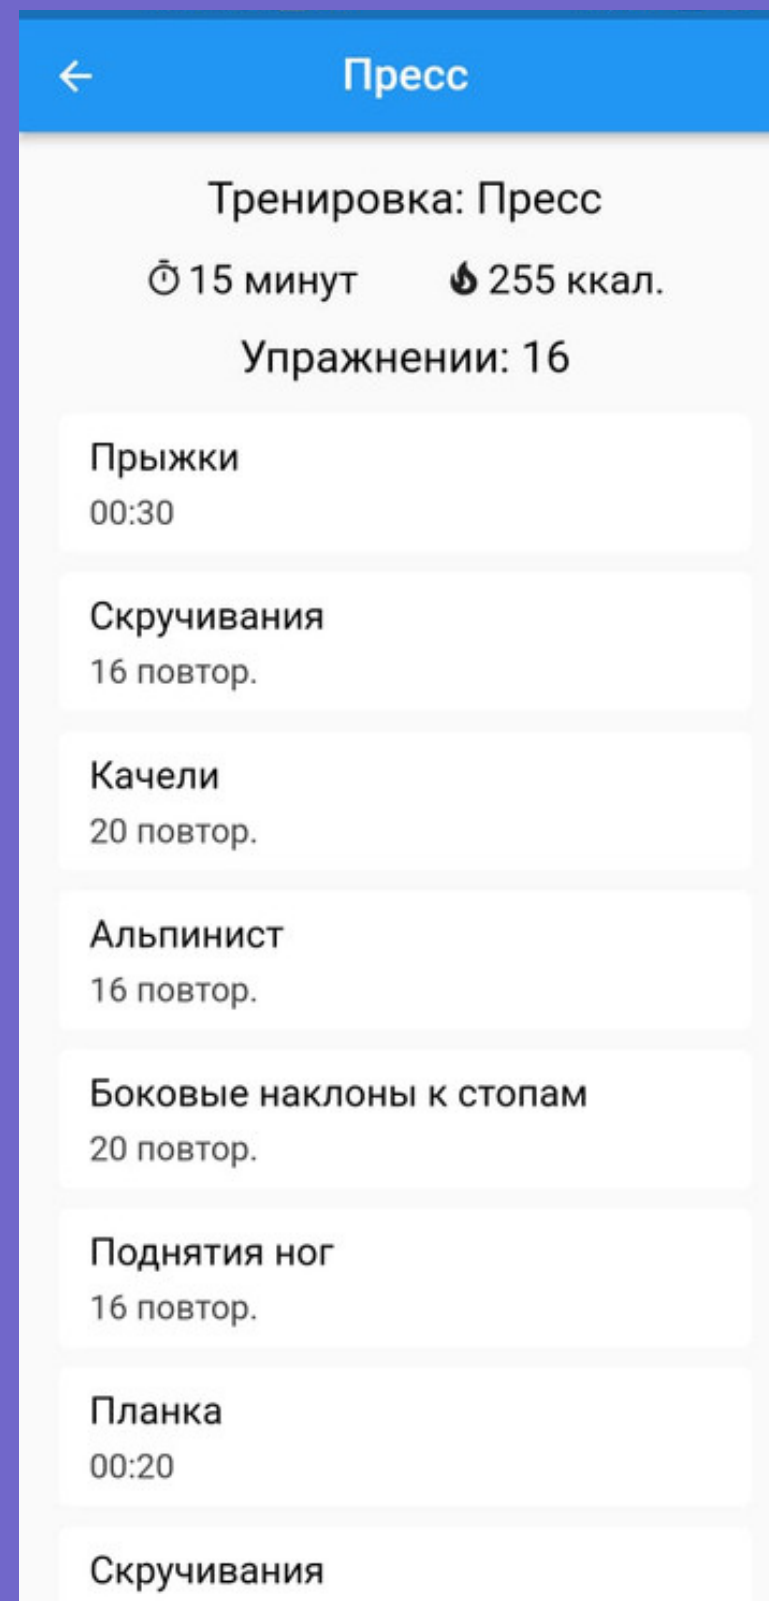 Пресс
Тренировка: Пресс
15 минут 255 ккал.
Упражнении: 16
Прыжки
00:30
Скручивания
16 повтор.
Качели
20 повтор.
Альпинист
16 повтор.
Боковые наклоны к стопам
20 повтор.
Поднятия ног
16 повтор.
Планка
00:20
Скручивания